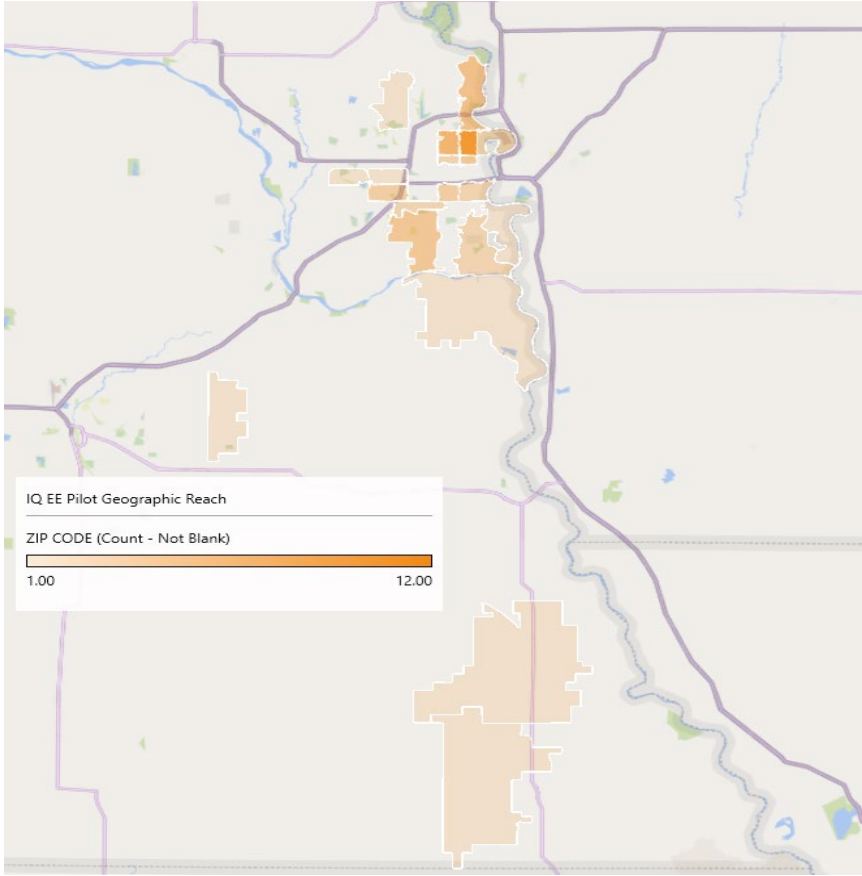 IQ EE Pilot Geographic Reach
ZIP CODE (Count - Not Blank)
1.00 12.00